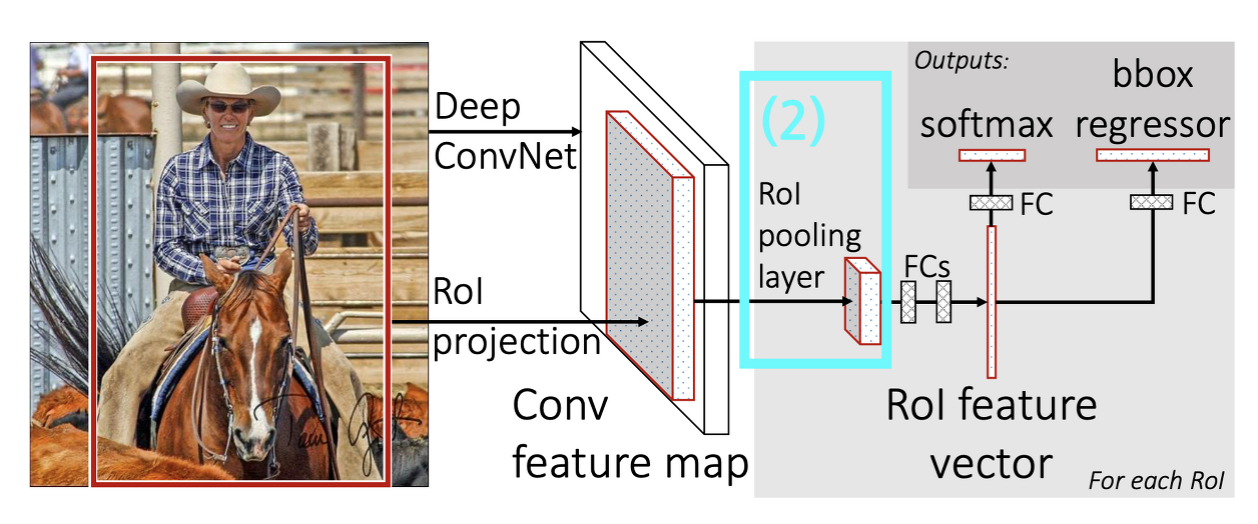 Deep
ConvNet
RoI
projection
Conv
feature map
(2)
RoI
pooling
layer
FCs
Outputs:
softmax
bbox
regressor
FC
FC
RoI feature
vector
For each RoI